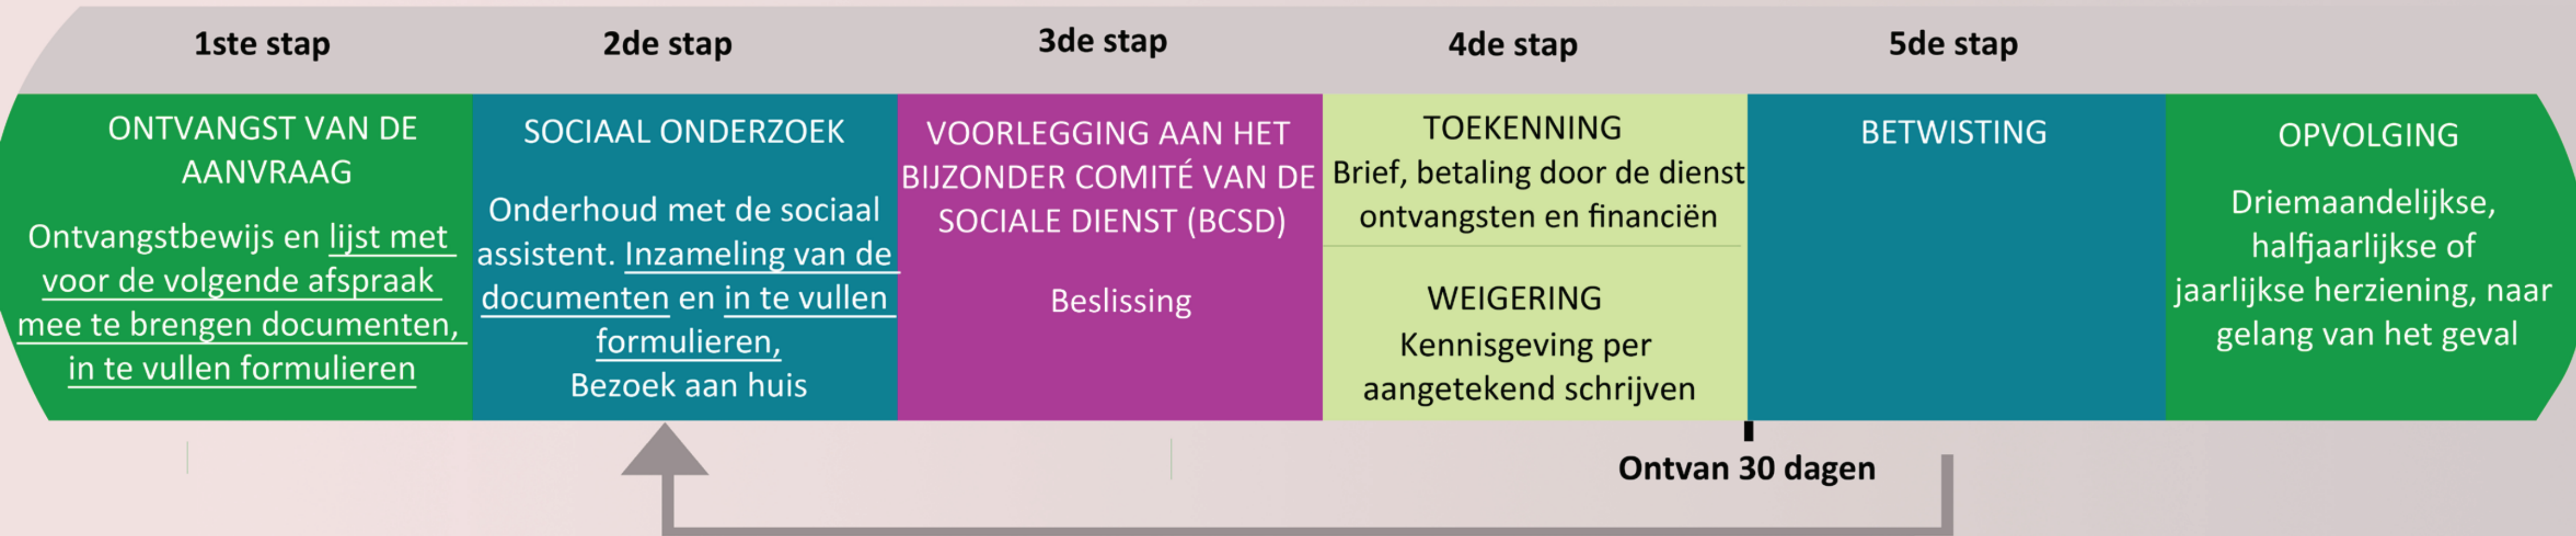 1ste stap
2de stap
3de stap
4de stap
5de stap
ONTVANGST VAN DE
AANVRAAG
Ontvangstbewijs en lijst met
voor de volgende afspraak
mee te brengen documenten,
in te vullen formulieren
SOCIAAL ONDERZOEK
Onderhoud met de sociaal
assistent. Inzameling van de
documenten en in te vullen
formulieren,
Bezoek aan huis
VOORLEGGING AAN HET
BIJZONDER COMITÉ VAN DE
SOCIALE DIENST (BCSD)
Beslissing
TOEKENNING
Brief, betaling door de dienst
ontvangsten en financiën
WEIGERING
Kennisgeving per
aangetekend schrijven
BETWISTING
OPVOLGING
Driemaandelijkse,
halfjaarlijkse of
jaarlijkse herziening, naar
gelang van het geval
Ontvan 30 dagen